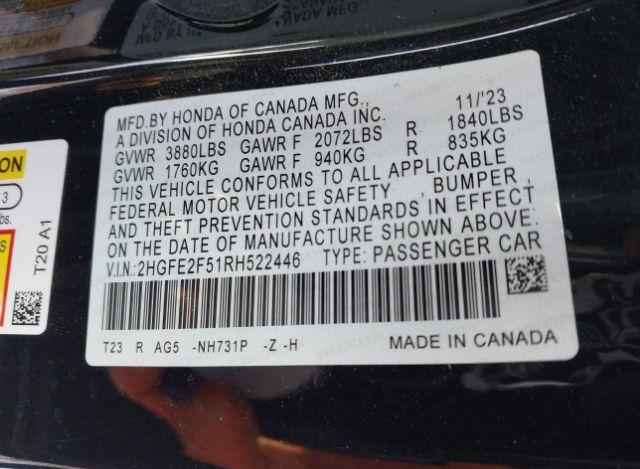 MFD.BY HONDA OF CANADA MFG., 11/'23
A DIVISION OF HONDA CANADA INC.
GVWR 3880LBS GAWR F 2072LBS R 1840LBS
GVWR 1760KG GAWR F 940KG R 835KG
THIS VEHICLE CONFORMS TO ALL APPLICABLE
FEDERAL MOTOR VEHICLE SAFETY , BUMPER ,
AND THEFT PREVENTION STANDARDS IN EFFECT
ON THE DATE OF MANUFACTURE SHOWN ABOVE.
V.I.N.:2HGFE2F51RH522446 TYPE: PASSENGER CAR
T23 R AG5 -NH731P -Z -H MADE IN CANADA
ION
3
bs.
S
T20 A1